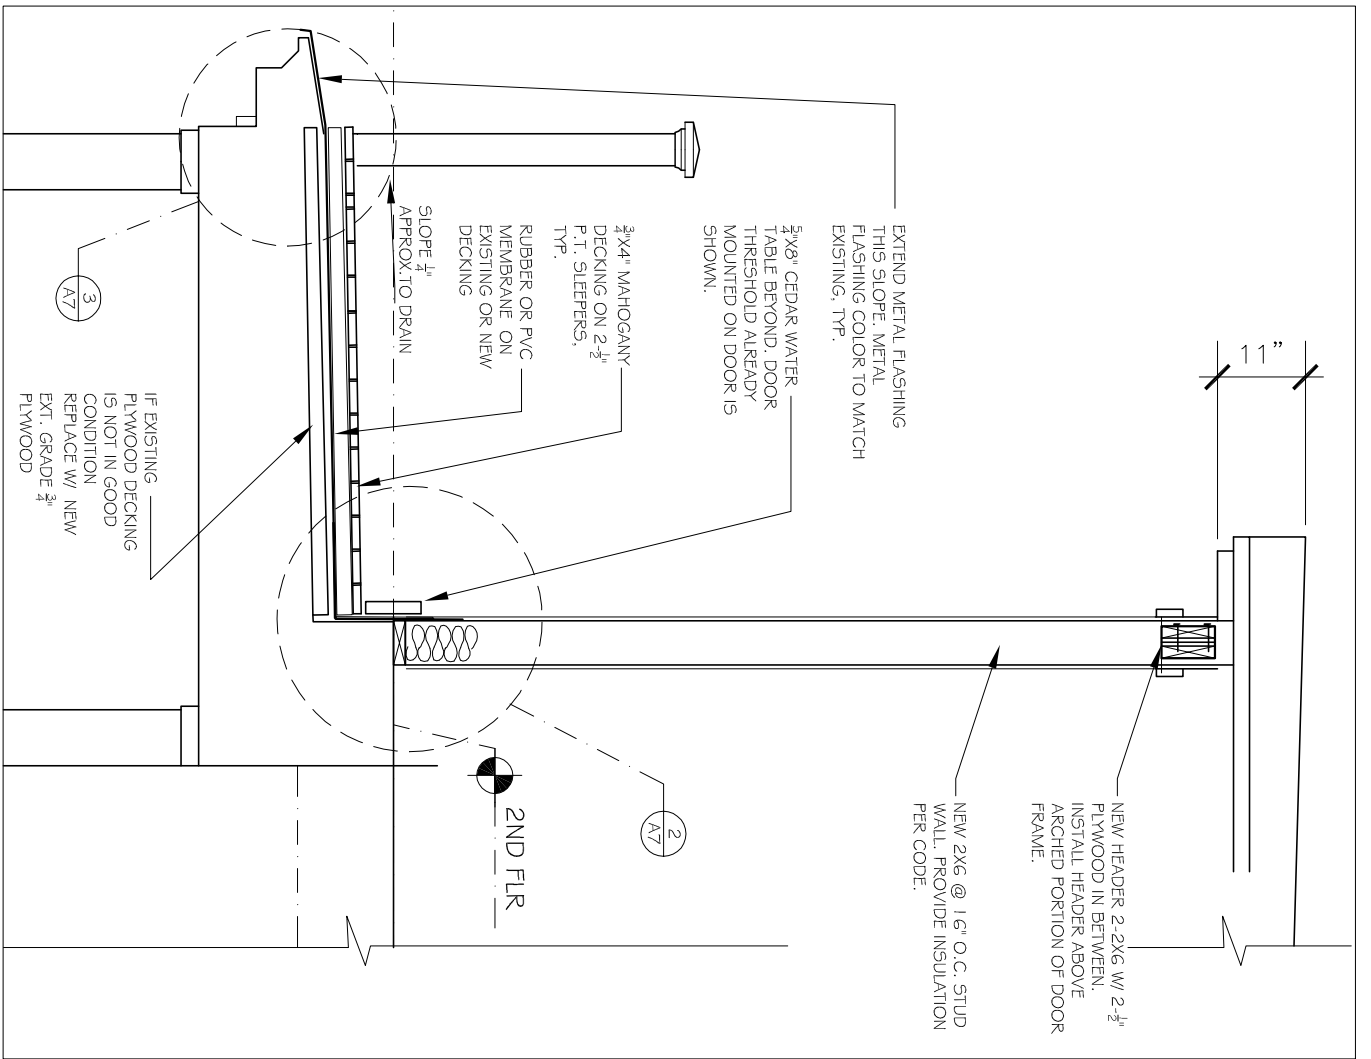 11”
EXTEND METAL FLASHING
THIS SLOPE. METAL
FLASHING COLOR TO MATCH
EXISTING, TYP.
5/4"X8" CEDAR WATER
TABLE BEYOND. DOOR
THRESHOLD ALREADY
MOUNTED ON DOOR IS
SHOWN.
3/4"X4" MAHOGANY
DECKING ON 2-1/2"
P.T. SLEEPERS,
TYP.
RUBBER OR PVC
MEMBRANE ON
EXISTING OR NEW
DECKING
SLOPE 1/4"
APPROX.TO DRAIN
3
A7
IF EXISTING
PLYWOOD DECKING
IS NOT IN GOOD
CONDITION
REPLACE W/ NEW
EXT. GRADE 3/4"
PLYWOOD
NEW HEADER 2-2X6 W/ 2-1/2"
PLYWOOD IN BETWEEN.
INSTALL HEADER ABOVE
ARCHED PORTION OF DOOR
FRAME.
NEW 2X6 @ 16" O.C. STUD
WALL. PROVIDE INSULATION
PER CODE.
2
A7
2ND FLR